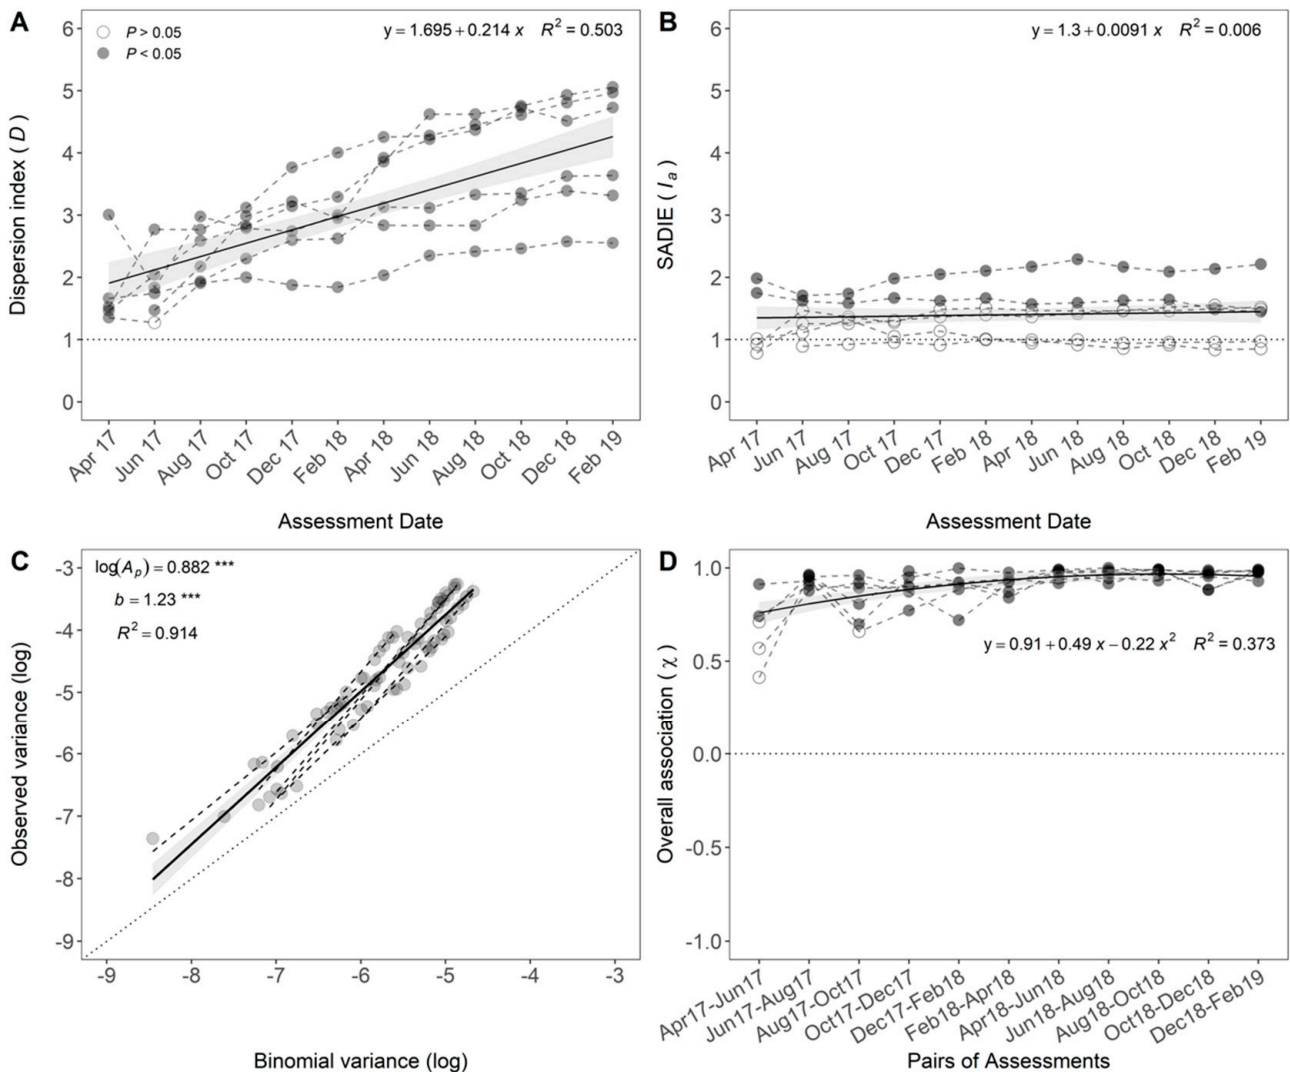 A
P > 0.05
P < 0.05
y = 1.695 + 0.214 x R² = 0.503
6
5
4
3
2
1
0
Dispersion index ( D )
Apr 17
Jun 17
Aug 17
Oct 17
Dec 17
Feb 18
Apr 18
Jun 18
Aug 18
Oct 18
Dec 18
Feb 19
Assessment Date
B
y = 1.3 + 0.0091 x R² = 0.006
6
5
4
3
2
1
0
SADIE ( Iₐ )
Apr 17
Jun 17
Aug 17
Oct 17
Dec 17
Feb 18
Apr 18
Jun 18
Aug 18
Oct 18
Dec 18
Feb 19
Assessment Date
C
log(Aₚ) = 0.882 ***
b = 1.23 ***
R² = 0.914
-3
-4
-5
-6
-7
-8
-9
Observed variance (log)
-9
-8
-7
-6
-5
-4
-3
Binomial variance (log)
D
1.0
0.5
0.0
-0.5
-1.0
Overall association ( χ )
y = 0.91 + 0.49 x − 0.22 x² R² = 0.373
Apr17-Jun17
Jun17-Aug17
Aug17-Oct17
Oct17-Dec17
Dec17-Feb18
Feb18-Apr18
Apr18-Jun18
Jun18-Aug18
Aug18-Oct18
Oct18-Dec18
Dec18-Feb19
Pairs of Assessments